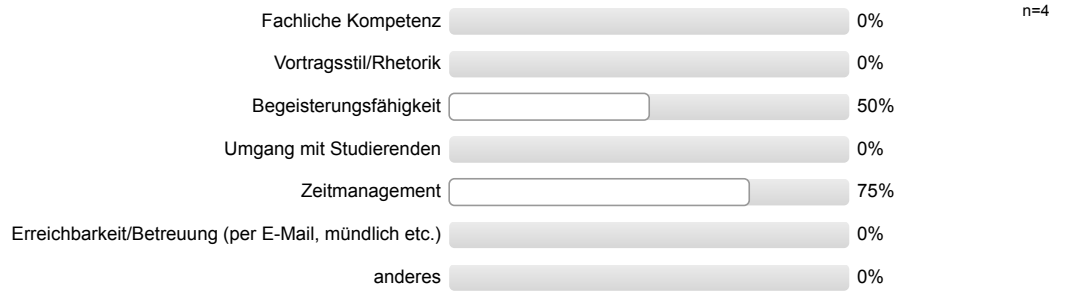 n=4
Fachliche Kompetenz 0%
Vortragsstil/Rhetorik 0%
Begeisterungsfähigkeit 50%
Umgang mit Studierenden 0%
Zeitmanagement 75%
Erreichbarkeit/Betreuung (per E-Mail, mündlich etc.) 0%
anderes 0%